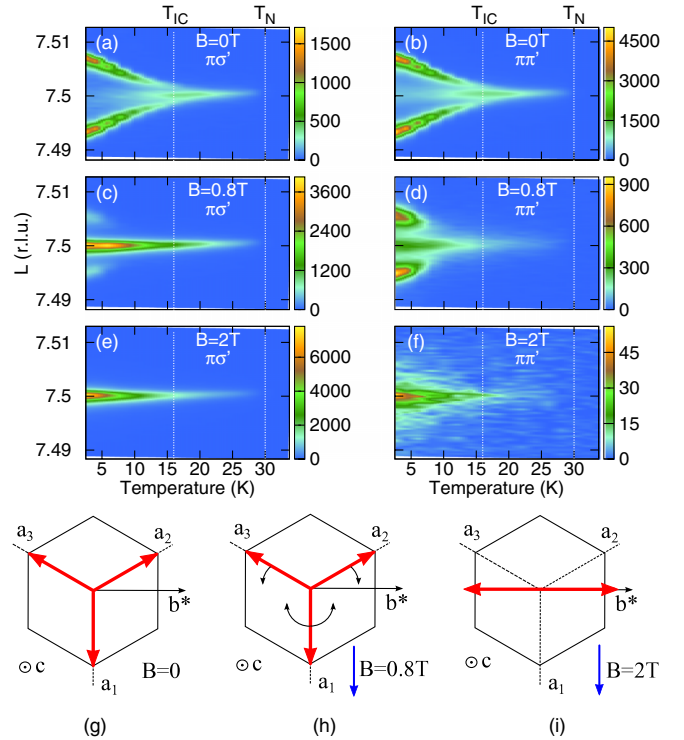 T_IC T_N T_IC T_N
7.51
7.5
7.49
(a) B=0T
πσ'
1500
1000
500
0
(b) B=0T
ππ'
4500
3000
1500
0
L (r.l.u.)
7.51
7.5
7.49
(c) B=0.8T
πσ'
4000
3000
2000
1000
0
(d) B=0.8T
ππ'
900
600
300
0
7.51
7.5
7.49
(e) B=2T
πσ'
6000
4000
2000
0
(f) B=2T
ππ'
45
30
15
0
5 10 15 20 25 30
Temperature (K)
5 10 15 20 25 30
Temperature (K)
a3 a2
b*
c
a1
B=0
(g)
a3 a2
b*
c
a1
B=0.8T
(h)
a3 a2
b*
c
a1
B=2T
(i)